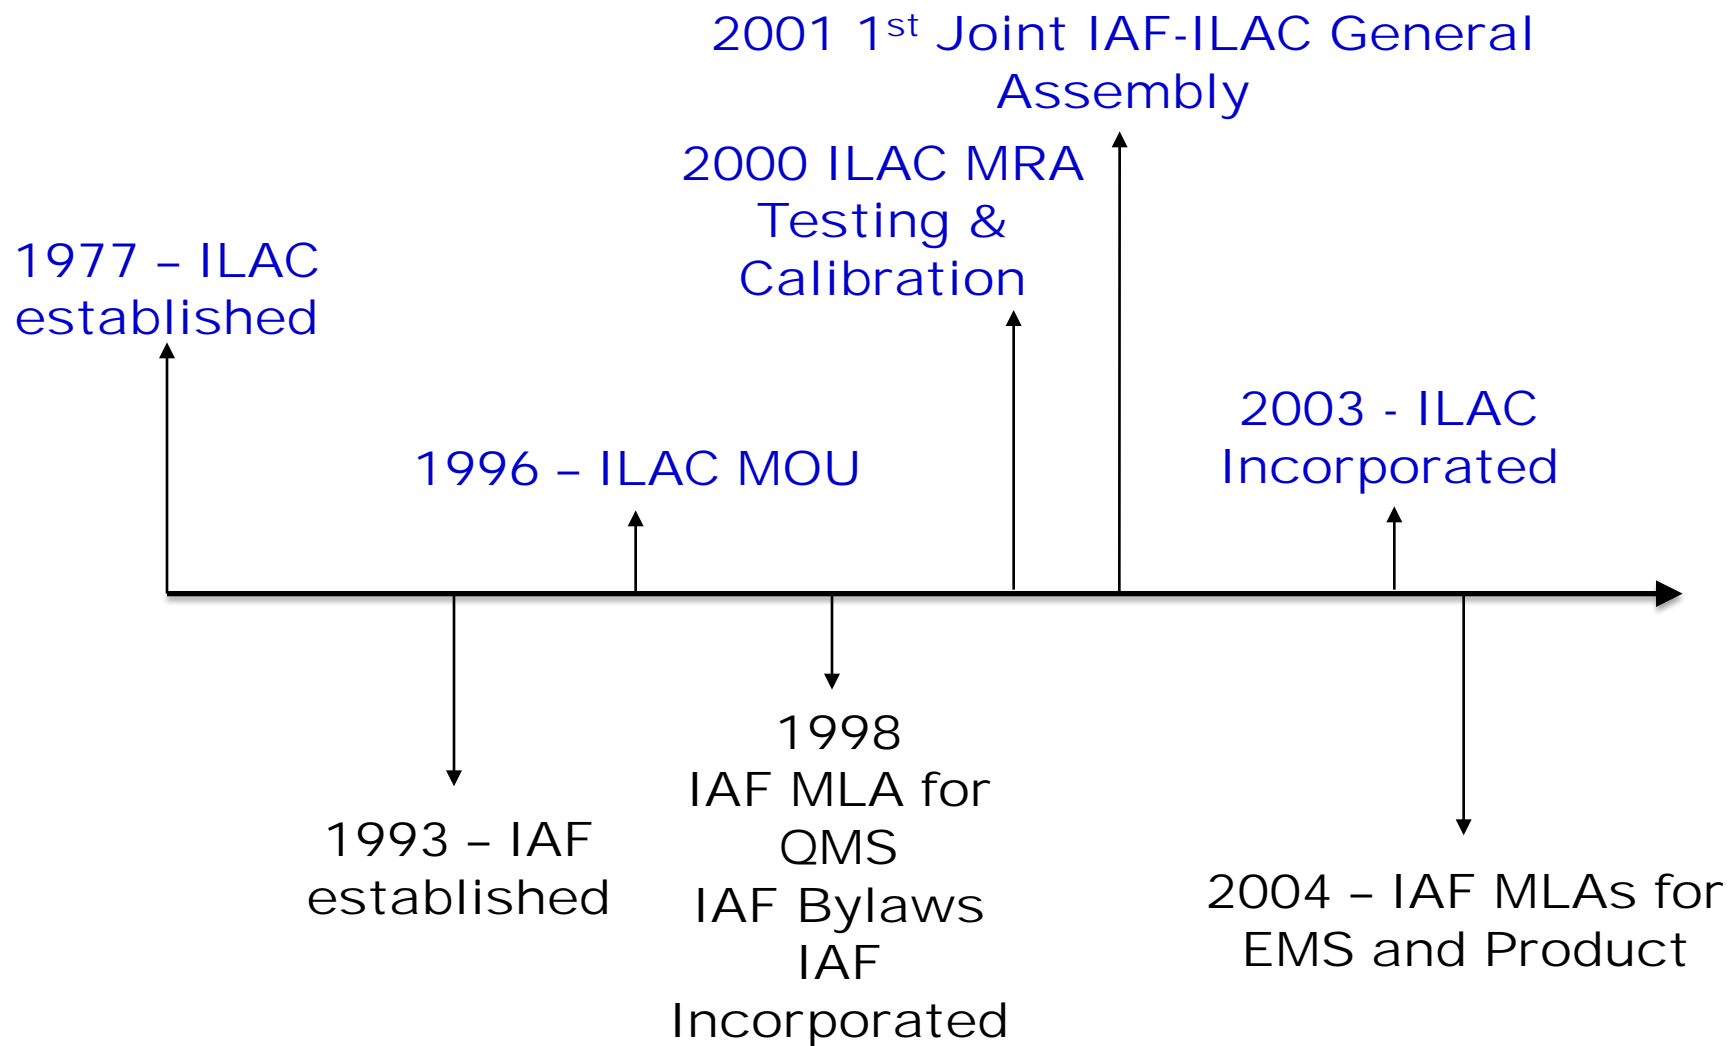 2001 1st Joint IAF-ILAC General
Assembly
2000 ILAC MRA
Testing &
Calibration
1977 – ILAC
established
2003 - ILAC
Incorporated
1996 – ILAC MOU
1998
IAF MLA for
QMS
IAF Bylaws
IAF
Incorporated
1993 – IAF
established
2004 – IAF MLAs for
EMS and Product